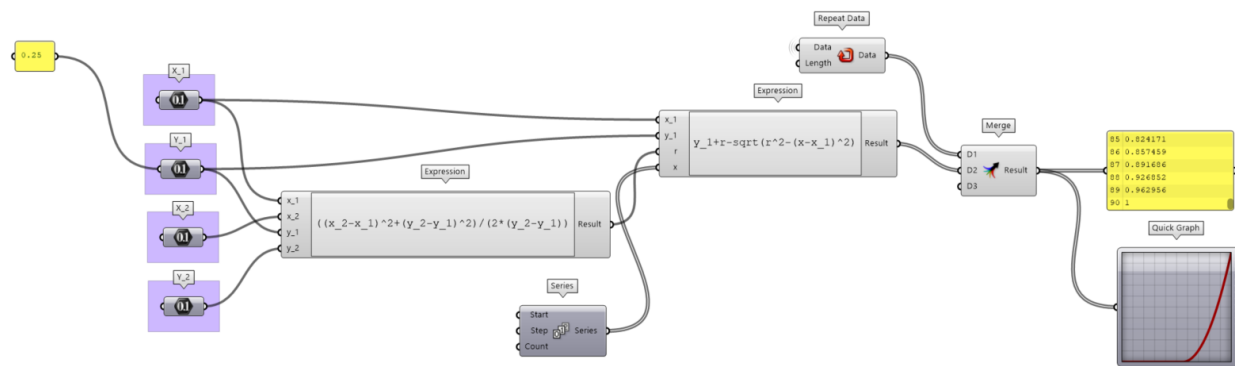 0.25
X_1
Y_1
X_2
Y_2
Expression
x_1
x_2
y_1
y_2
((x_2-x_1)^2+(y_2-y_1)^2)/(2*(y_2-y_1))
Result
Series
Start
Step
Count
Series
Repeat Data
Data
Length
Data
Expression
x_1
y_1
r
x
y_1+r-sqrt(r^2-(x-x_1)^2)
Result
Merge
D1
D2
D3
Result
85 0.824171
86 0.857459
87 0.891686
88 0.926852
89 0.962956
90 1
Quick Graph